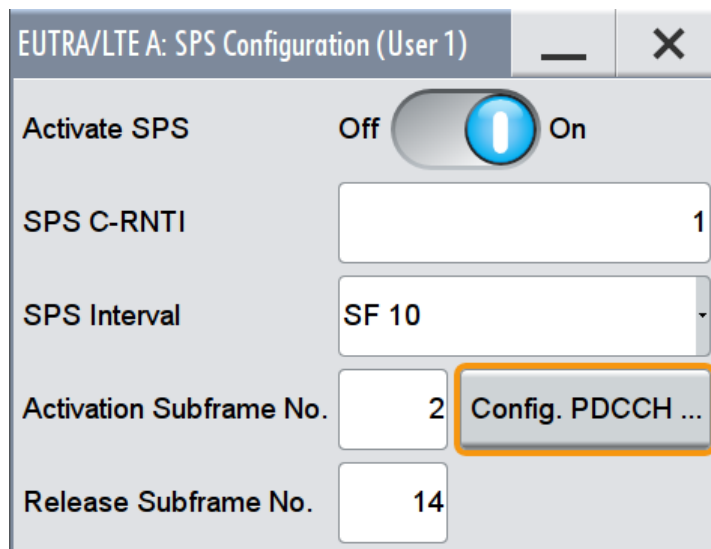 EUTRA/LTE A: SPS Configuration (User 1)
Activate SPS Off On
SPS C-RNTI 1
SPS Interval SF 10
Activation Subframe No. 2 Config. PDCCH ...
Release Subframe No. 14